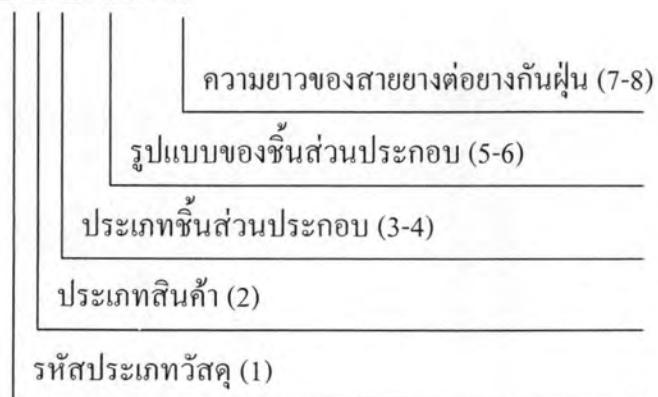 ความยาวของสายยางต่อยางกันฝุ่น (7-8)
รูปแบบของชิ้นส่วนประกอบ (5-6)
ประเภทชิ้นส่วนประกอบ (3-4)
ประเภทสินค้า (2)
รหัสประเภทวัสดุ (1)